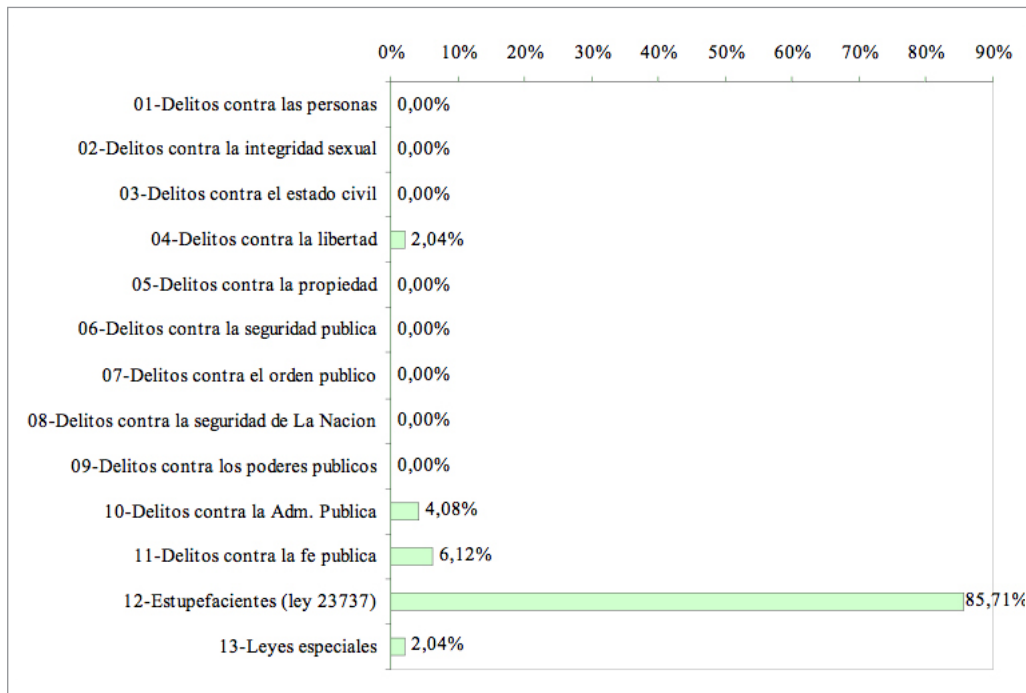 0% 10% 20% 30% 40% 50% 60% 70% 80% 90%
01-Delitos contra las personas 0,00%
02-Delitos contra la integridad sexual 0,00%
03-Delitos contra el estado civil 0,00%
04-Delitos contra la libertad 2,04%
05-Delitos contra la propiedad 0,00%
06-Delitos contra la seguridad publica 0,00%
07-Delitos contra el orden publico 0,00%
08-Delitos contra la seguridad de La Nacion 0,00%
09-Delitos contra los poderes publicos 0,00%
10-Delitos contra la Adm. Publica 4,08%
11-Delitos contra la fe publica 6,12%
12-Estupefacientes (ley 23737) 85,71%
13-Leyes especiales 2,04%